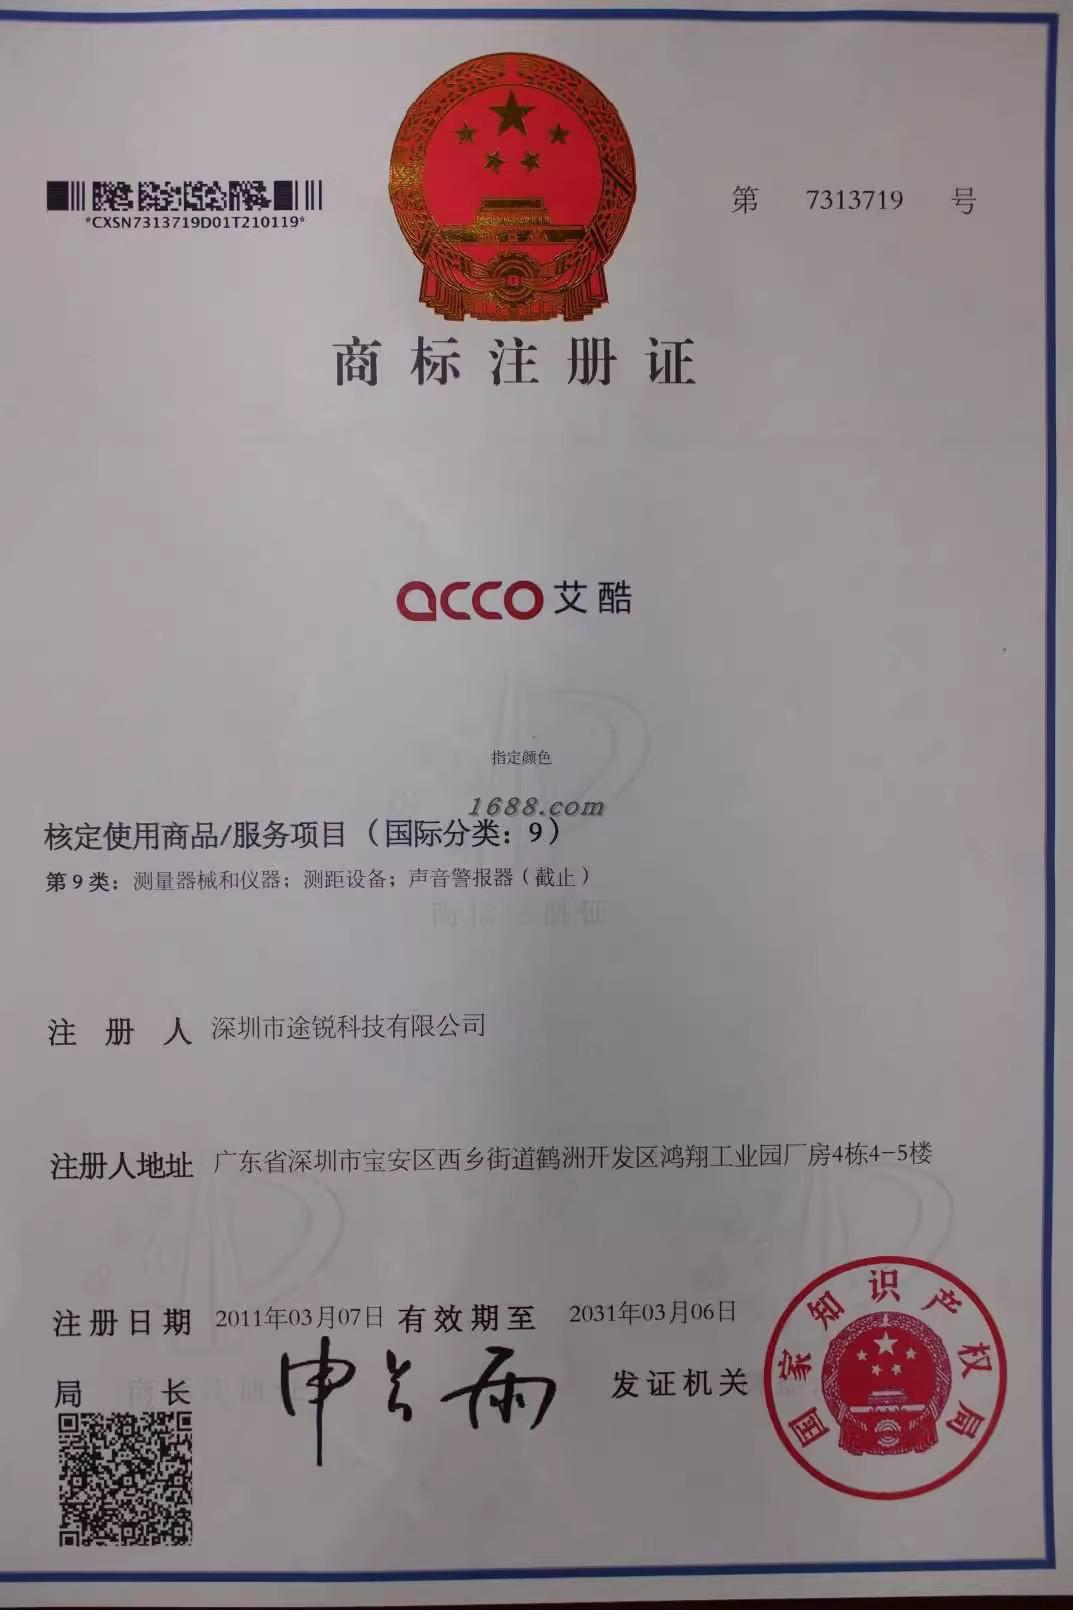 *CXSN7313719D01T210119*
第 7313719 号
商标注册证
acco 艾酷
指定颜色
1688.com
核定使用商品/服务项目（国际分类：9）
第 9 类：测量器械和仪器；测距设备；声音警报器（截止）
注册人 深圳市途锐科技有限公司
注册人地址 广东省深圳市宝安区西乡街道鹤洲开发区鸿翔工业园厂房4栋4-5楼
注册日期 2011年03月07日 有效期至 2031年03月06日
局长 申长雨 发证机关
国家知识产权局